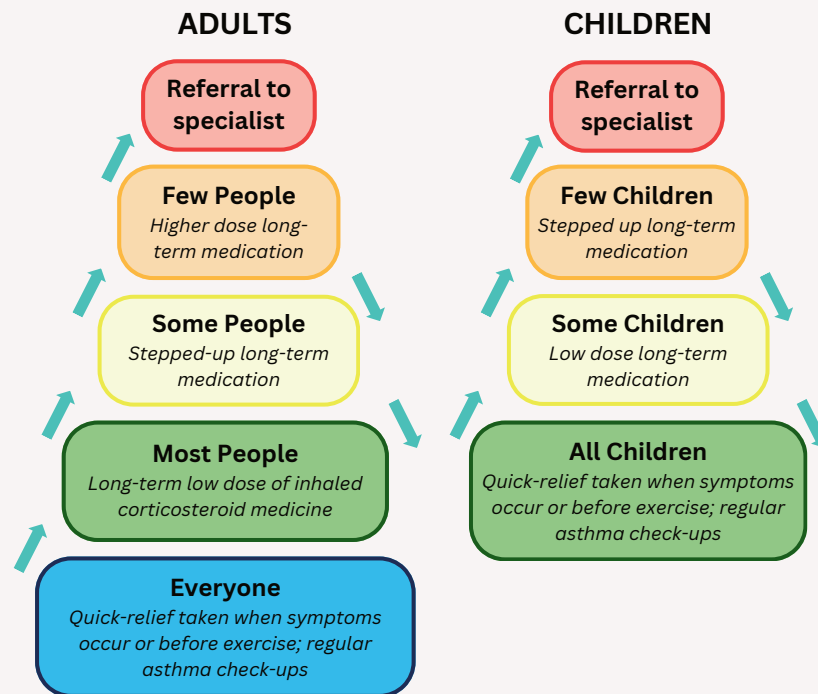 ADULTS
Referral to
specialist
Few People
Higher dose long-
term medication
Some People
Stepped-up long-term
medication
Most People
Long-term low dose of inhaled
corticosteroid medicine
Everyone
Quick-relief taken when symptoms
occur or before exercise; regular
asthma check-ups
CHILDREN
Referral to
specialist
Few Children
Stepped up long-term
medication
Some Children
Low dose long-term
medication
All Children
Quick-relief taken when symptoms
occur or before exercise; regular
asthma check-ups